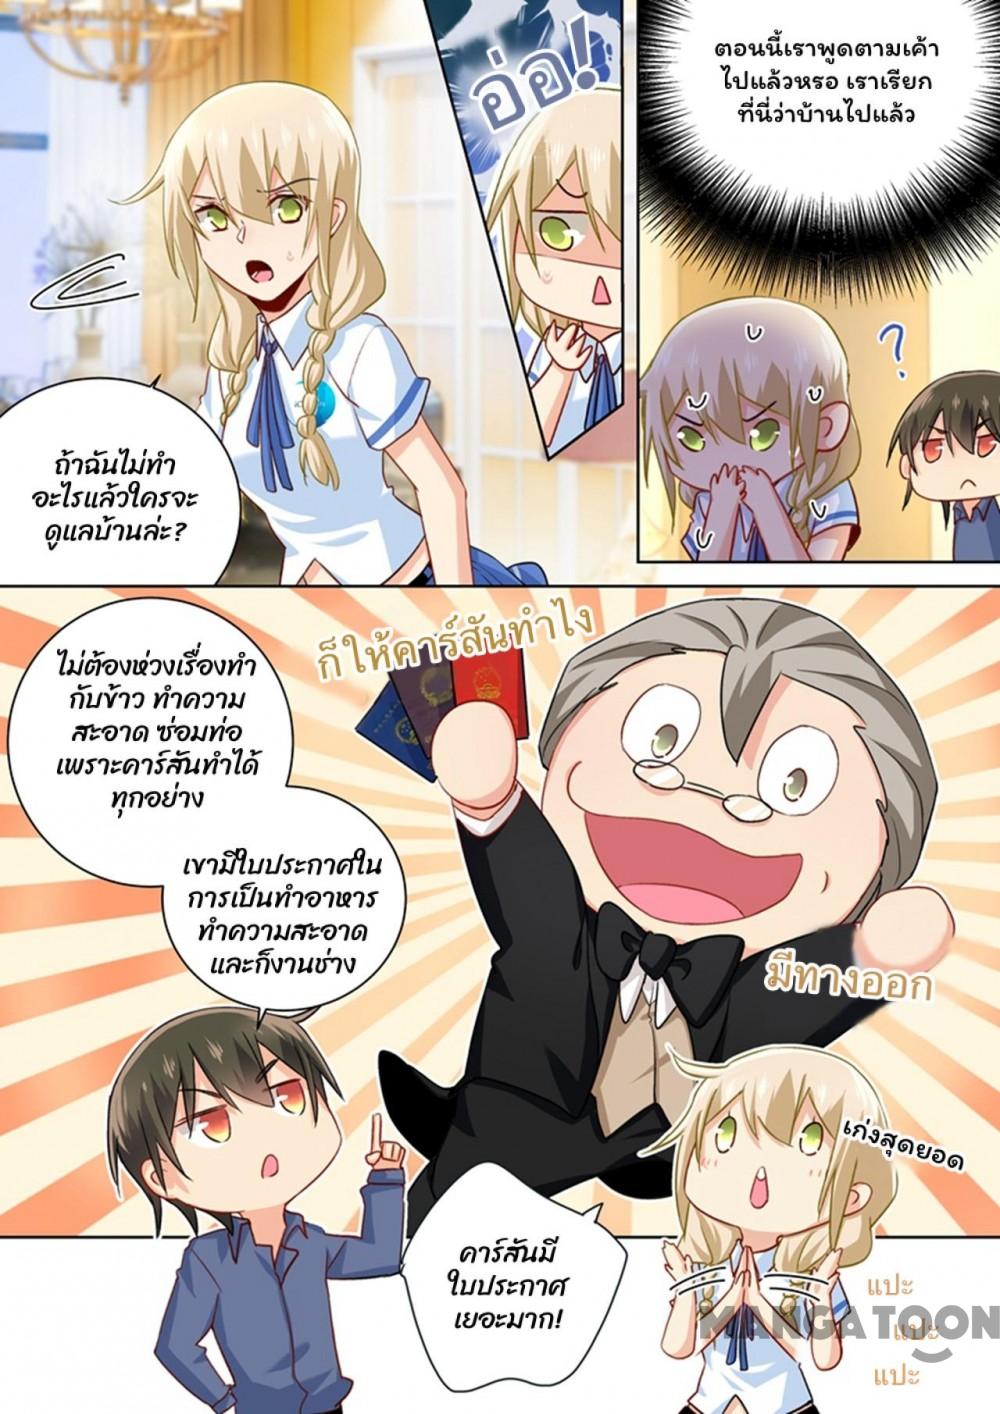 ถ้าฉันไม่ทำ
อะไรแล้วใครจะ
ดูแลบ้านล่ะ?
อ่อ!
ตอนนี้เราพูดตามเค้า
ไปแล้วหรอ เราเรียก
ที่นี่ว่าบ้านไปแล้ว
?
ก็ให้คาร์สันทำไง
ไม่ต้องห่วงเรื่องทำ
กับข้าว ทำความ
สะอาด ซ่อมท่อ
เพราะคาร์สันทำได้
ทุกอย่าง
เขามีใบประกาศใน
การเป็นทำอาหาร
ทำความสะอาด
และก็งานช่าง
มีทางออก
เก่งสุดยอด
คาร์สันมี
ใบประกาศ
เยอะมาก!
แปะ
แปะ
แปะ
MANGATOON